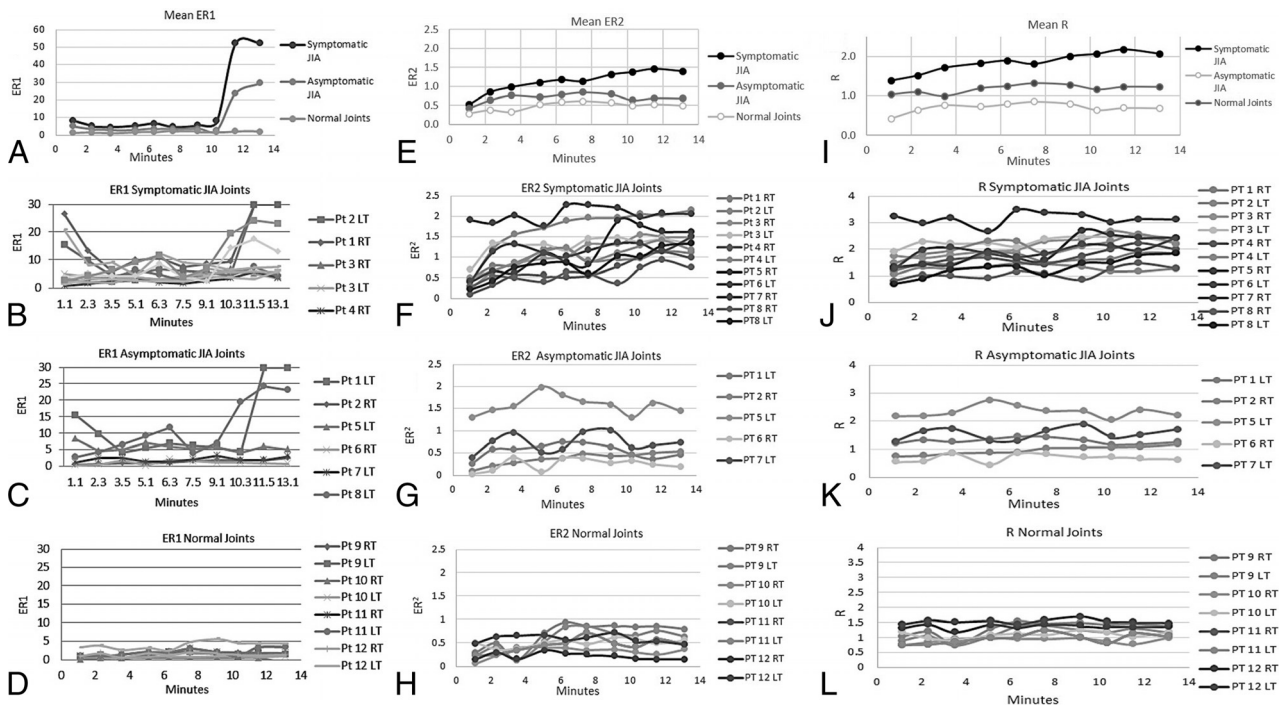 Mean ER1
60
50
40
30
20
10
0
ER1
0 2 4 6 8 10 12 14
Minutes
Symptomatic
JIA
Asymptomatic
JIA
Normal Joints
A
Mean ER2
2.5
2.0
1.5
1.0
0.5
0.0
ER2
0 2 4 6 8 10 12 14
Minutes
Symptomatic
JIA
Asymptomatic
JIA
Normal Joints
E
Mean R
2.0
1.0
0.0
R
0 2 4 6 8 10 12 14
Minutes
Symptomatic
JIA
Asymptomatic
JIA
Normal Joints
I
ER1 Symptomatic JIA Joints
30
20
10
0
ER1
1.1 2.3 3.5 5.1 6.3 7.5 9.1 10.3 11.5 13.1
Minutes
Pt 2 LT
Pt 1 RT
Pt 3 RT
Pt 3 LT
Pt 4 RT
B
ER2 Symptomatic JIA Joints
2.5
2
1.5
1
0.5
0
ER²
0 2 4 6 8 10 12 14
Minutes
Pt 1 RT
Pt 2 LT
Pt 3 RT
Pt 3 LT
Pt 4 RT
PT 4 LT
PT 5 RT
PT 6 LT
PT 7 RT
PT 8 RT
PT8 LT
F
R Symptomatic JIA Joints
4
3
2
1
0
R
0 2 4 6 8 10 12 14
Minutes
PT 1 RT
PT 2 LT
PT 3 RT
PT 3 LT
PT 4 RT
PT 4 LT
PT 5 RT
PT 6 LT
PT 7 RT
PT 8 RT
PT 8 LT
J
ER1 Asymptomatic JIA Joints
30
25
20
15
10
5
0
ER1
1.1 2.3 3.5 5.1 6.3 7.5 9.1 10.3 11.5 13.1
Minutes
Pt 1 LT
Pt 2 RT
Pt 5 LT
Pt 6 RT
Pt 7 LT
Pt 8 LT
C
ER2 Asymptomatic JIA Joints
2.5
2
1.5
1
0.5
0
ER²
0 2 4 6 8 10 12 14
Minutes
PT 1 LT
PT 2 RT
PT 5 LT
PT 6 RT
PT 7 LT
G
R Asymptomatic JIA Joints
4
3
2
1
0
R
0 2 4 6 8 10 12 14
Minutes
PT 1 LT
PT 2 RT
PT 5 LT
PT 6 RT
PT 7 LT
K
ER1 Normal Joints
30
25
20
15
10
5
0
ER1
0 2 4 6 8 10 12 14
Minutes
Pt 9 RT
Pt 9 LT
Pt 10 RT
Pt 10 LT
Pt 11 RT
Pt 11 LT
Pt 12 RT
Pt 12 LT
D
ER2 Normal Joints
2.5
2
1.5
1
0.5
0
ER²
0 2 4 6 8 10 12 14
Minutes
PT 9 RT
PT 9 LT
PT 10 RT
PT 10 LT
PT 11 RT
PT 11 LT
PT 12 RT
PT 12 LT
H
R Normal Joints
4
3.5
3
2.5
2
1.5
1
0.5
0
R
0 2 4 6 8 10 12 14
Minutes
PT 9 RT
PT 9 LT
PT 10 RT
PT 10 LT
PT 11 RT
PT 11 LT
PT 12 RT
PT 12 LT
L